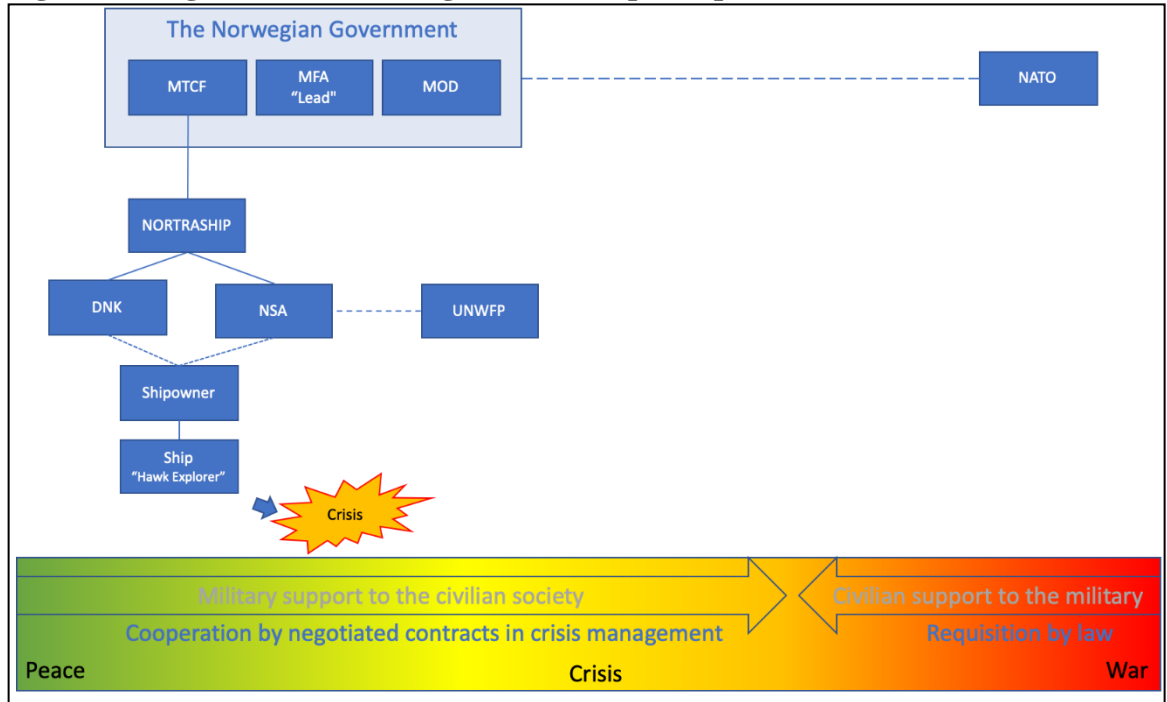 The Norwegian Government
MTCF
MFA
“Lead"
MOD
NATO
NORTRASHIP
DNK
NSA
UNWFP
Shipowner
Ship
“Hawk Explorer”
Crisis
Military support to the civilian society
Civilian support to the military
Cooperation by negotiated contracts in crisis management
Requisition by law
Peace
Crisis
War